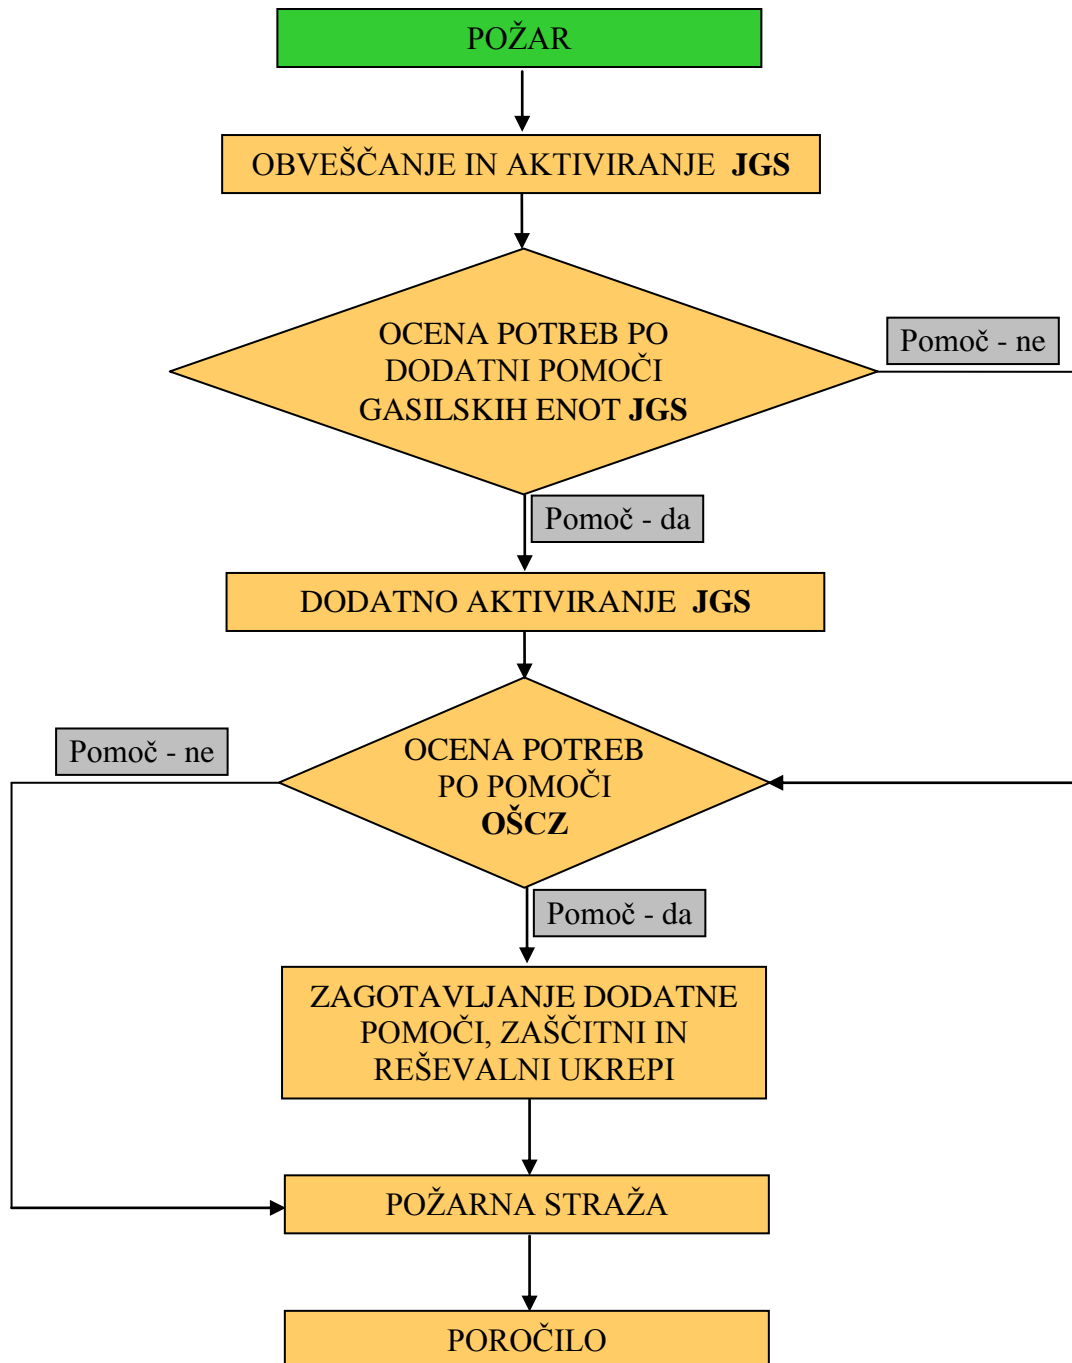 POŽAR
OBVEŠČANJE IN AKTIVIRANJE JGS
OCENA POTREB PO
DODATNI POMOČI
GASILSKIH ENOT JGS
Pomoč - ne
Pomoč - da
DODATNO AKTIVIRANJE JGS
Pomoč - ne
OCENA POTREB
PO POMOČI
OŠCZ
Pomoč - da
ZAGOTAVLJANJE DODATNE
POMOČI, ZAŠČITNI IN
REŠEVALNI UKREPI
POŽARNA STRAŽA
POROČILO